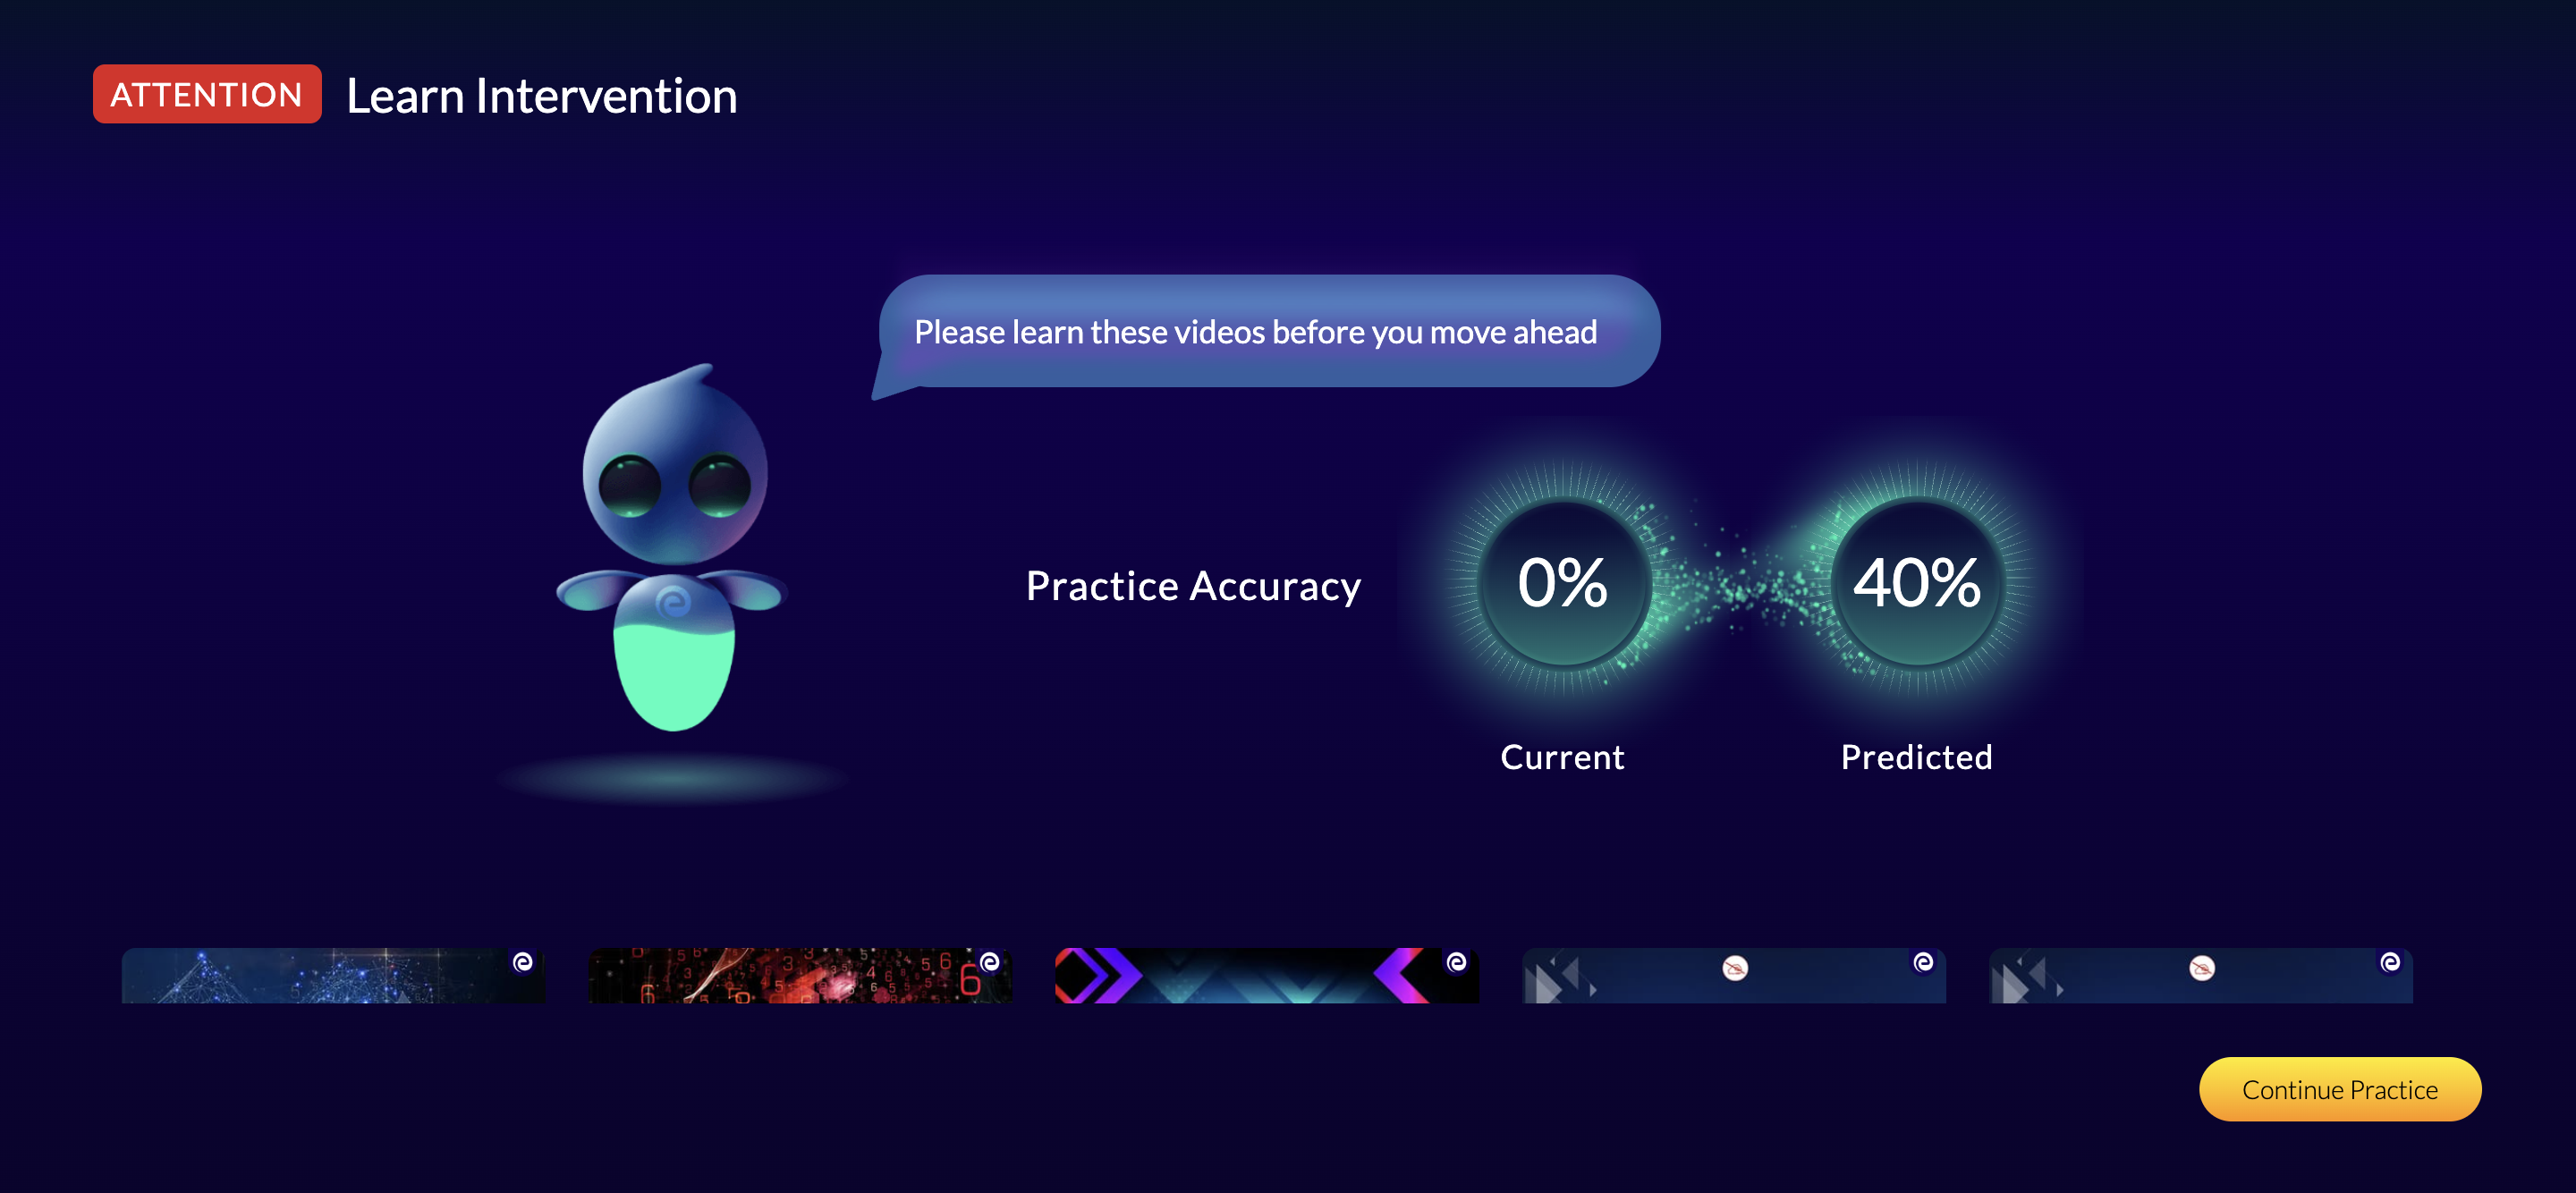 ATTENTION Learn Intervention
Please learn these videos before you move ahead
Practice Accuracy
0%
40%
Current
Predicted
Continue Practice